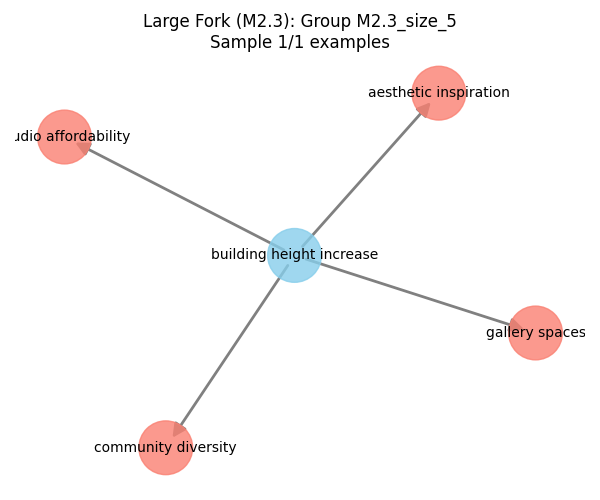 Large Fork (M2.3): Group M2.3_size_5
Sample 1/1 examples
aesthetic inspiration
affordability
building height increase
gallery spaces
community diversity